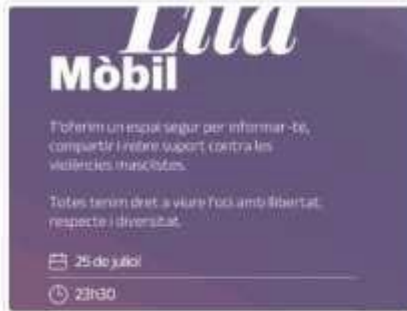 Lila
Mòbil
T'oferim un espai segur per informar-te,
compartir i rebre suport contra les
violències masclistes.
Totes tenim dret a viure l'oci amb llibertat,
respecte i diversitat.
25 de juliol
23h30